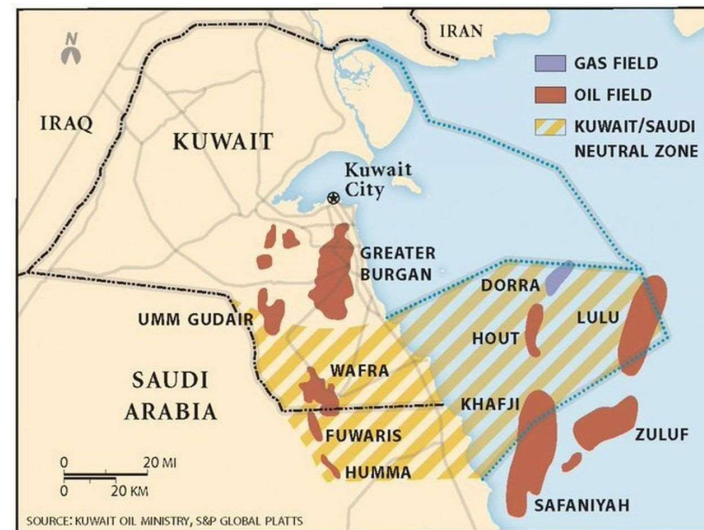 IRAN
N
GAS FIELD
OIL FIELD
KUWAIT/SAUDI
NEUTRAL ZONE
IRAQ
KUWAIT
Kuwait
City
GREATER
BURGAN
DORRA
UMM GUDAIR
HOUT
LULU
WAFRA
SAUDI
ARABIA
KHAFJI
FUWARIS
ZULUF
0 20 MI
0 20 KM
HUMMA
SAFANIYAH
SOURCE: KUWAIT OIL MINISTRY, S&P GLOBAL PLATTS